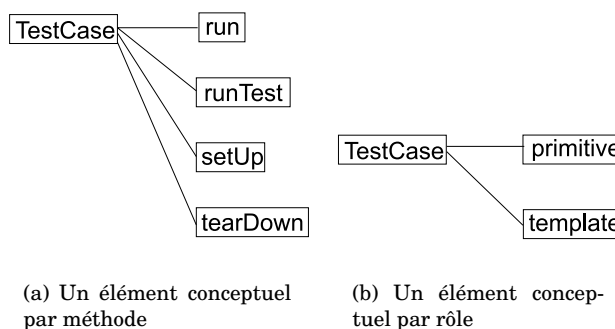 TestCase
run
runTest
setUp
tearDown
TestCase
primitive
template
(a) Un élément conceptuel
par méthode
(b) Un élément concep-
tuel par rôle